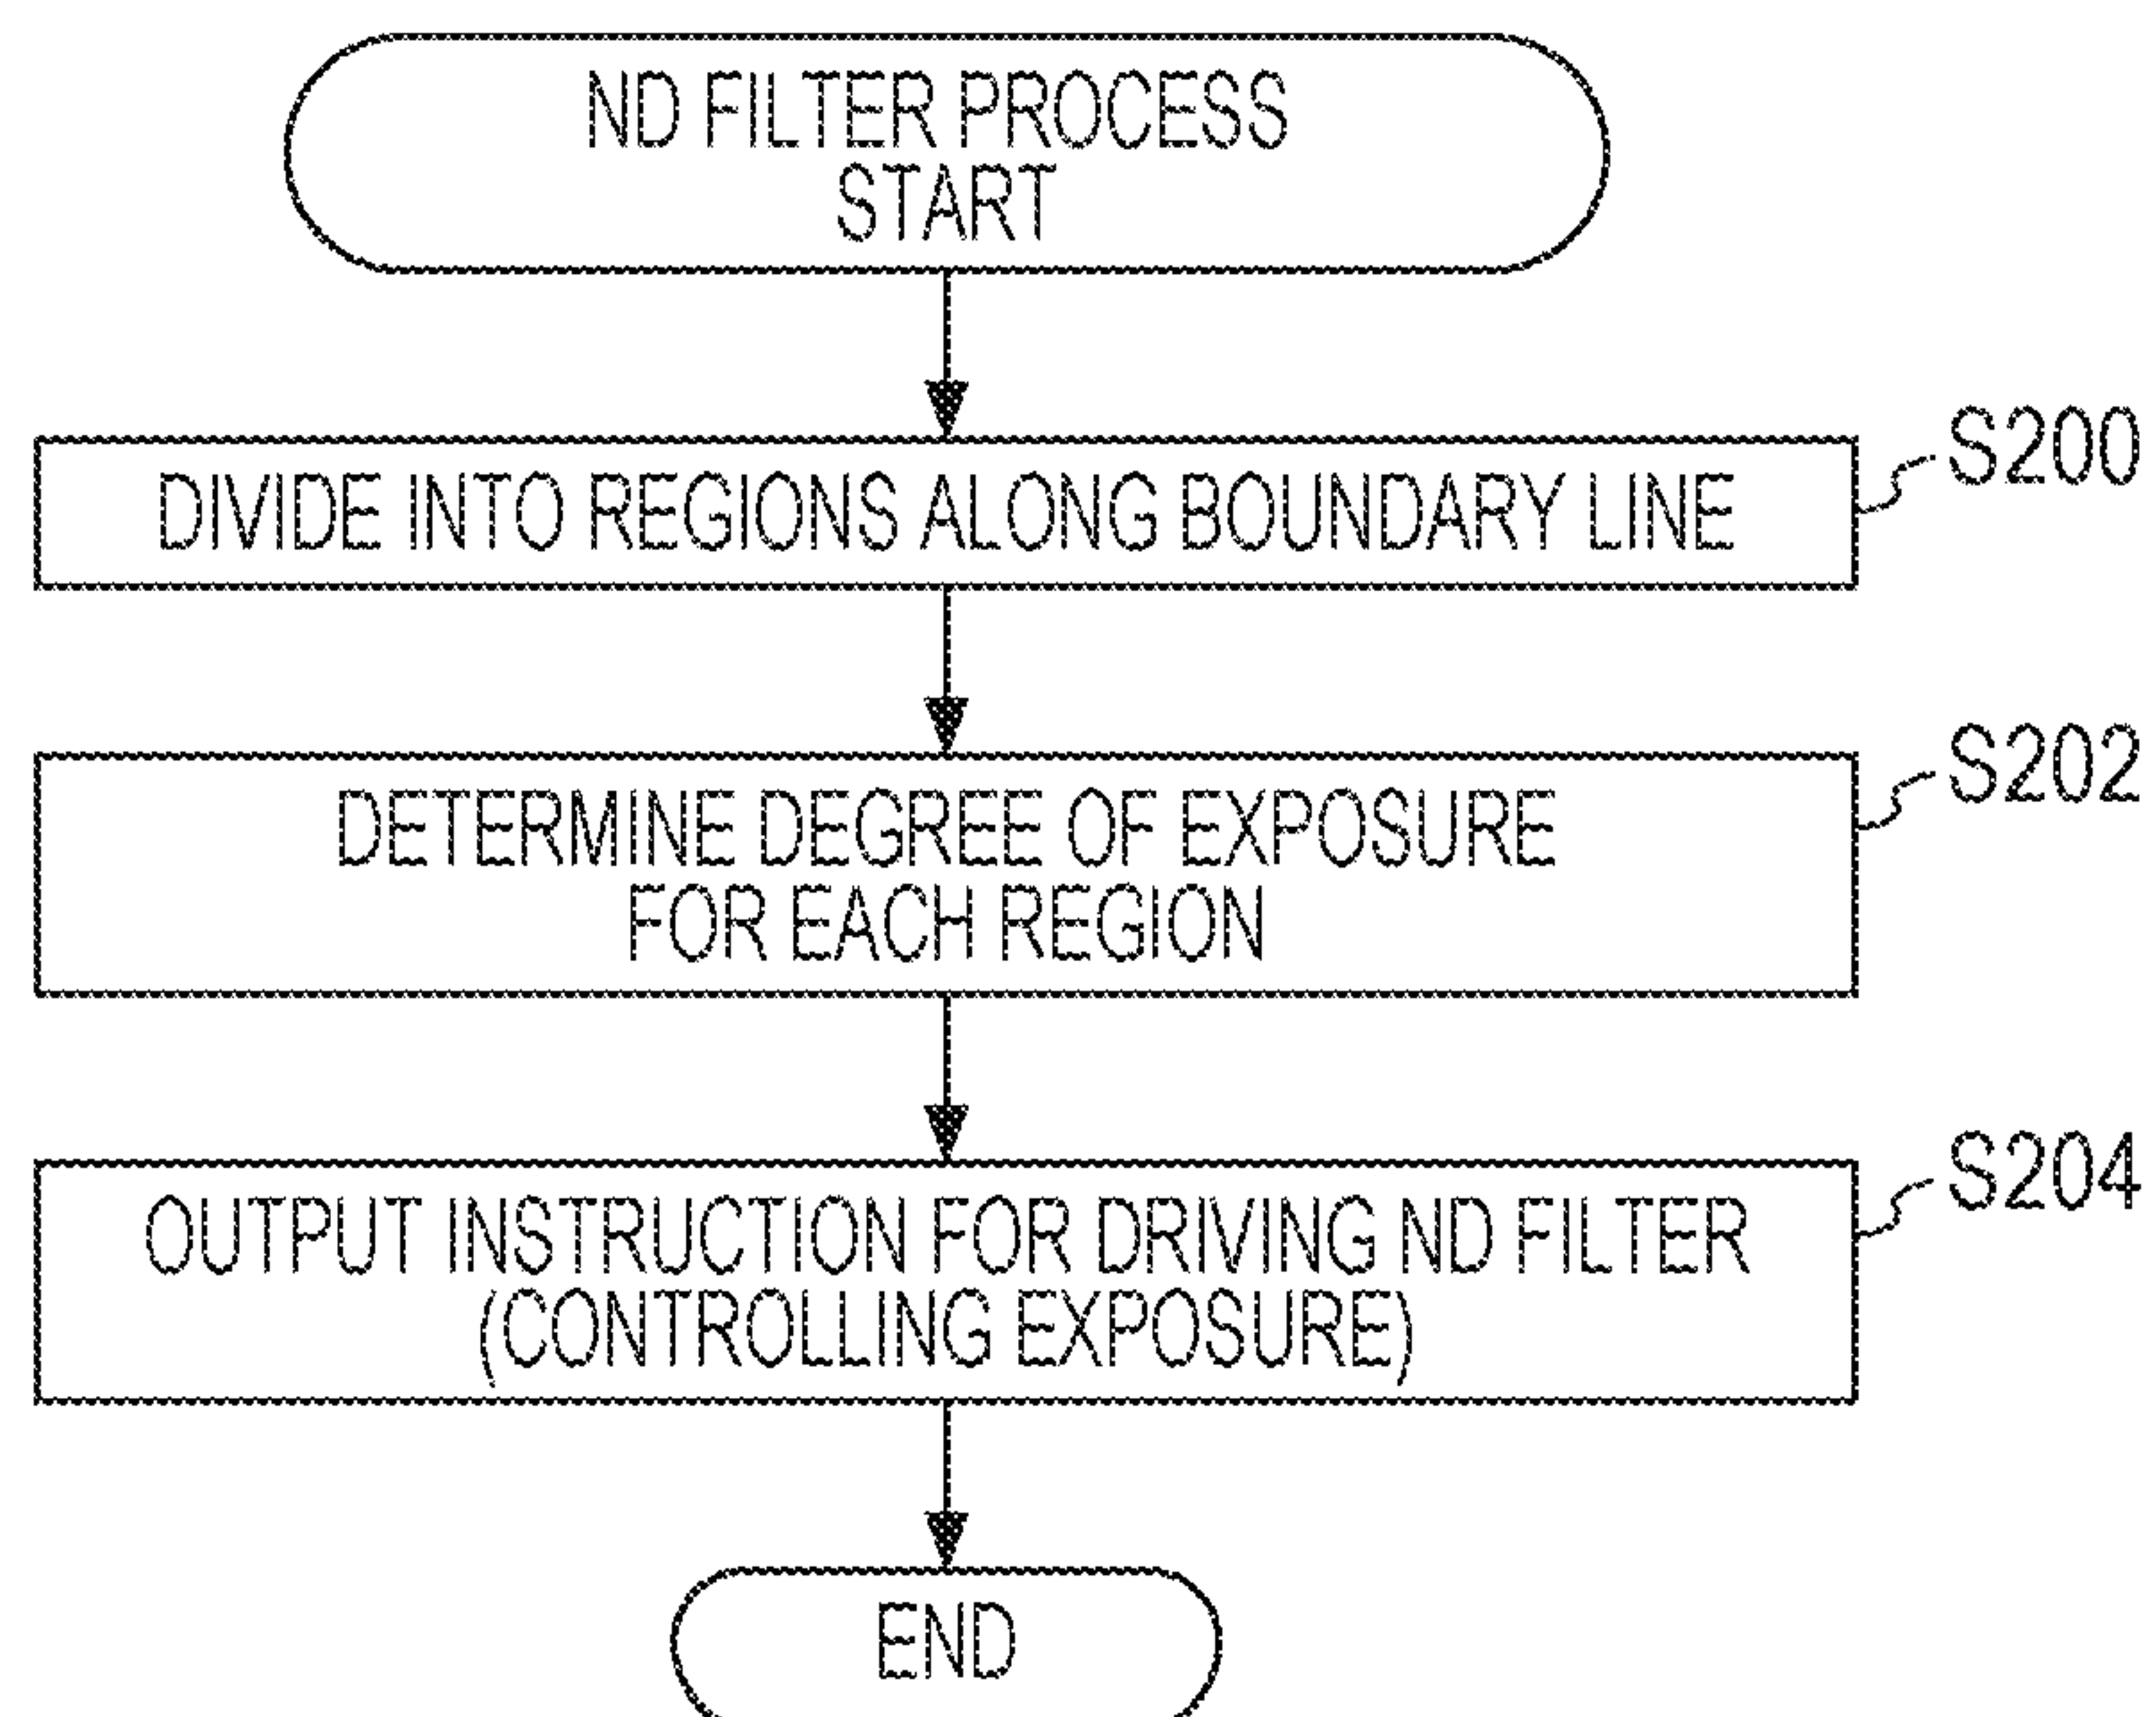 ND FILTER PROCESS
START
S200
DIVIDE INTO REGIONS ALONG BOUNDARY LINE
S202
DETERMINE DEGREE OF EXPOSURE
FOR EACH REGION
S204
OUTPUT INSTRUCTION FOR DRIVING ND FILTER
(CONTROLLING EXPOSURE)
END